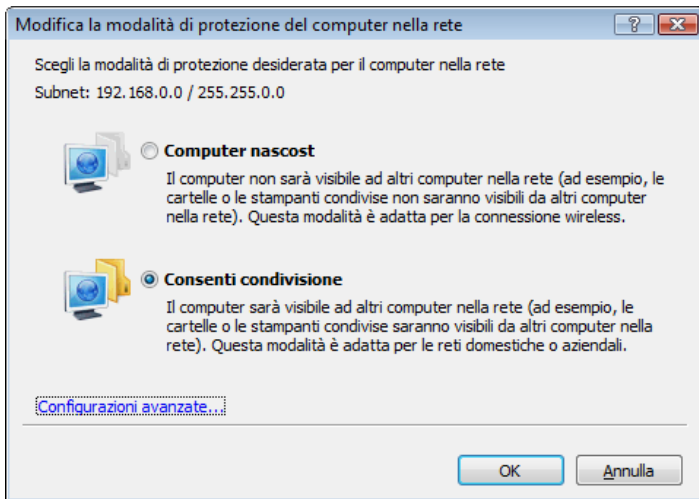 Modifica la modalità di protezione del computer nella rete
Scegli la modalità di protezione desiderata per il computer nella rete
Subnet: 192.168.0.0 / 255.255.0.0
Computer nascost
Il computer non sarà visibile ad altri computer nella rete (ad esempio, le
cartelle o le stampanti condivise non saranno visibili da altri computer
nella rete). Questa modalità è adatta per la connessione wireless.
Consenti condivisione
Il computer sarà visibile ad altri computer nella rete (ad esempio, le
cartelle o le stampanti condivise saranno visibili da altri computer nella
rete). Questa modalità è adatta per le reti domestiche o aziendali.
Configurazioni avanzate...
OK
Annulla